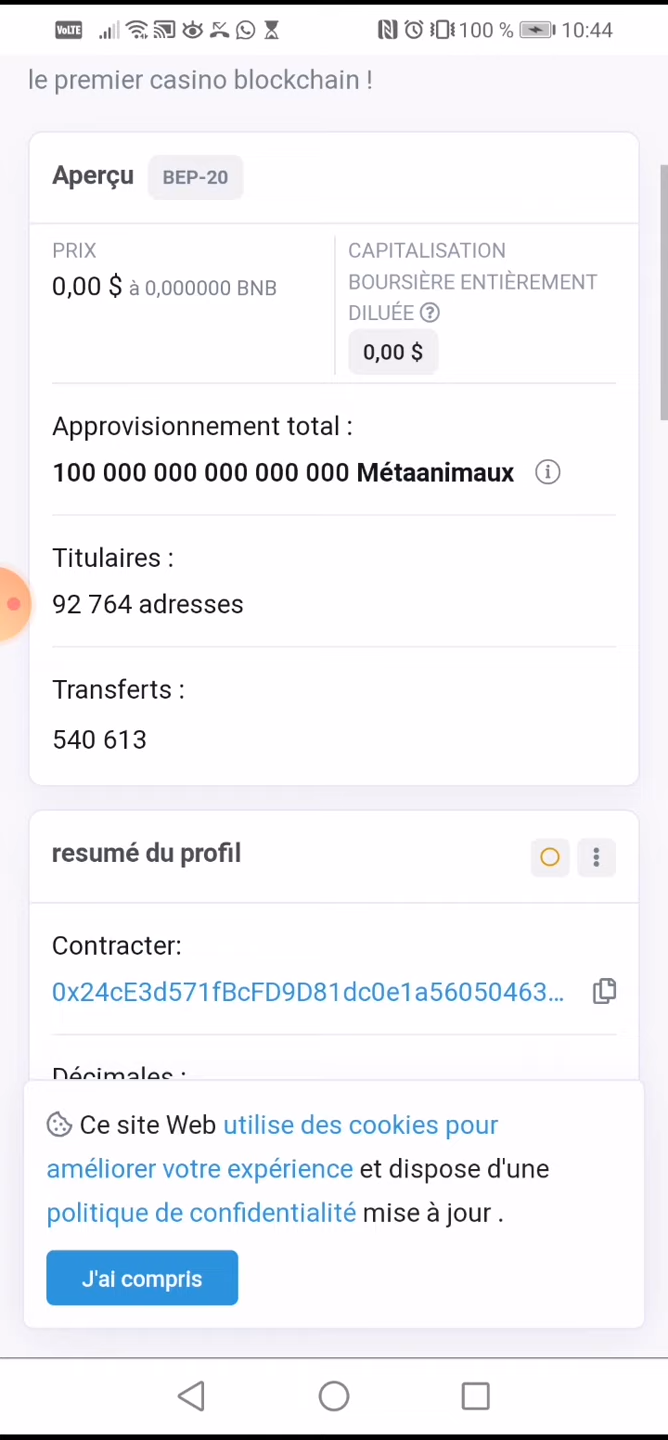 VoLTE 100 % 10:44
le premier casino blockchain !
Aperçu BEP-20
PRIX
0,00 $ à 0,000000 BNB
CAPITALISATION
BOURSIÈRE ENTIÈREMENT
DILUÉE
0,00 $
Approvisionnement total :
100 000 000 000 000 000 Métaanimaux
Titulaires :
92 764 adresses
Transferts :
540 613
resumé du profil
Contracter:
0x24cE3d571fBcFD9D81dc0e1a56050463...
Décimales :
Ce site Web utilise des cookies pour
améliorer votre expérience et dispose d'une
politique de confidentialité mise à jour .
J'ai compris